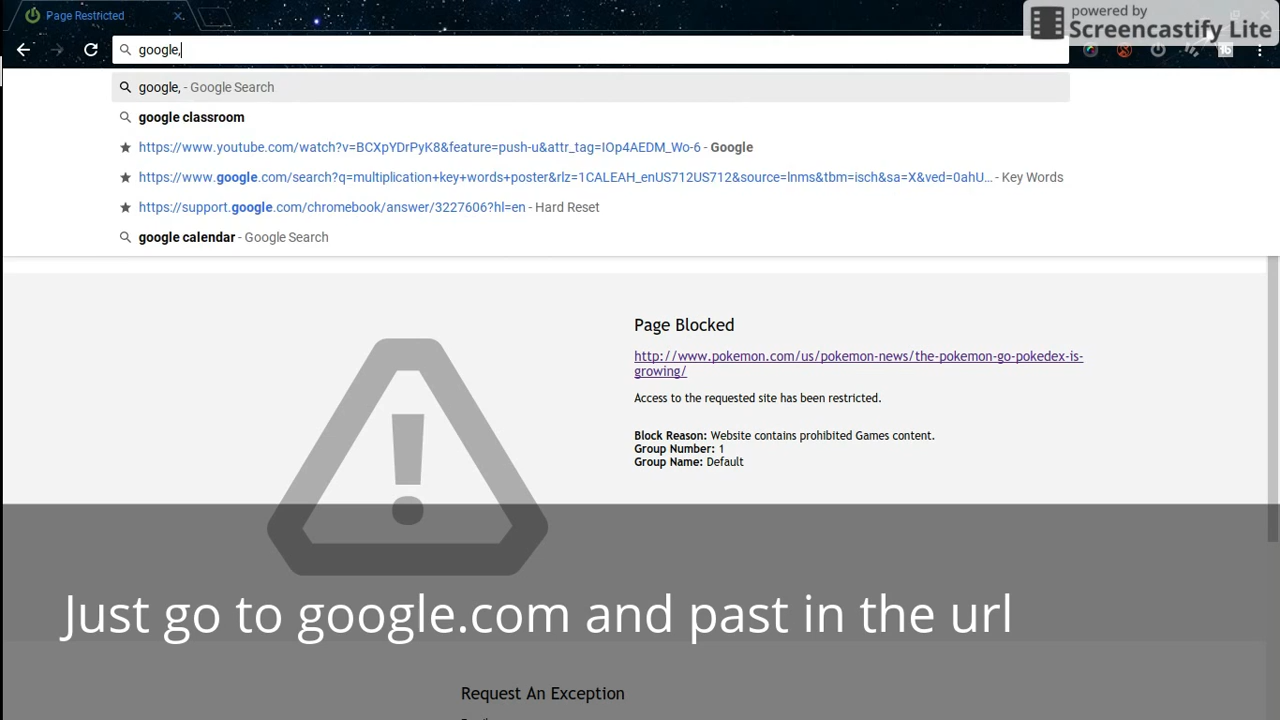 Page Restricted
powered by
Screencastify Lite
google,
google, - Google Search
google classroom
https://www.youtube.com/watch?v=BCXpYDrPyK8&feature=push-u&attr_tag=IOp4AEDM_Wo-6 - Google
https://www.google.com/search?q=multiplication+key+words+poster&rlz=1CALEAH_enUS712US712&source=lnms&tbm=isch&sa=X&ved=0ahU... - Key Words
https://support.google.com/chromebook/answer/3227606?hl=en - Hard Reset
google calendar - Google Search
Page Blocked
http://www.pokemon.com/us/pokemon-news/the-pokemon-go-pokedex-is-
growing/
Access to the requested site has been restricted.
Block Reason: Website contains prohibited Games content.
Group Number: 1
Group Name: Default
Just go to google.com and past in the url
Request An Exception